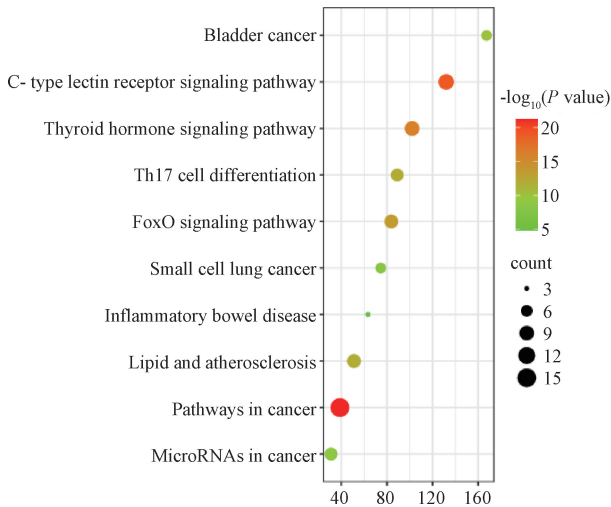 Bladder cancer
C- type lectin receptor signaling pathway
Thyroid hormone signaling pathway
Th17 cell differentiation
FoxO signaling pathway
Small cell lung cancer
Inflammatory bowel disease
Lipid and atherosclerosis
Pathways in cancer
MicroRNAs in cancer
40 80 120 160
-log10(P value)
20
15
10
5
count
3
6
9
12
15